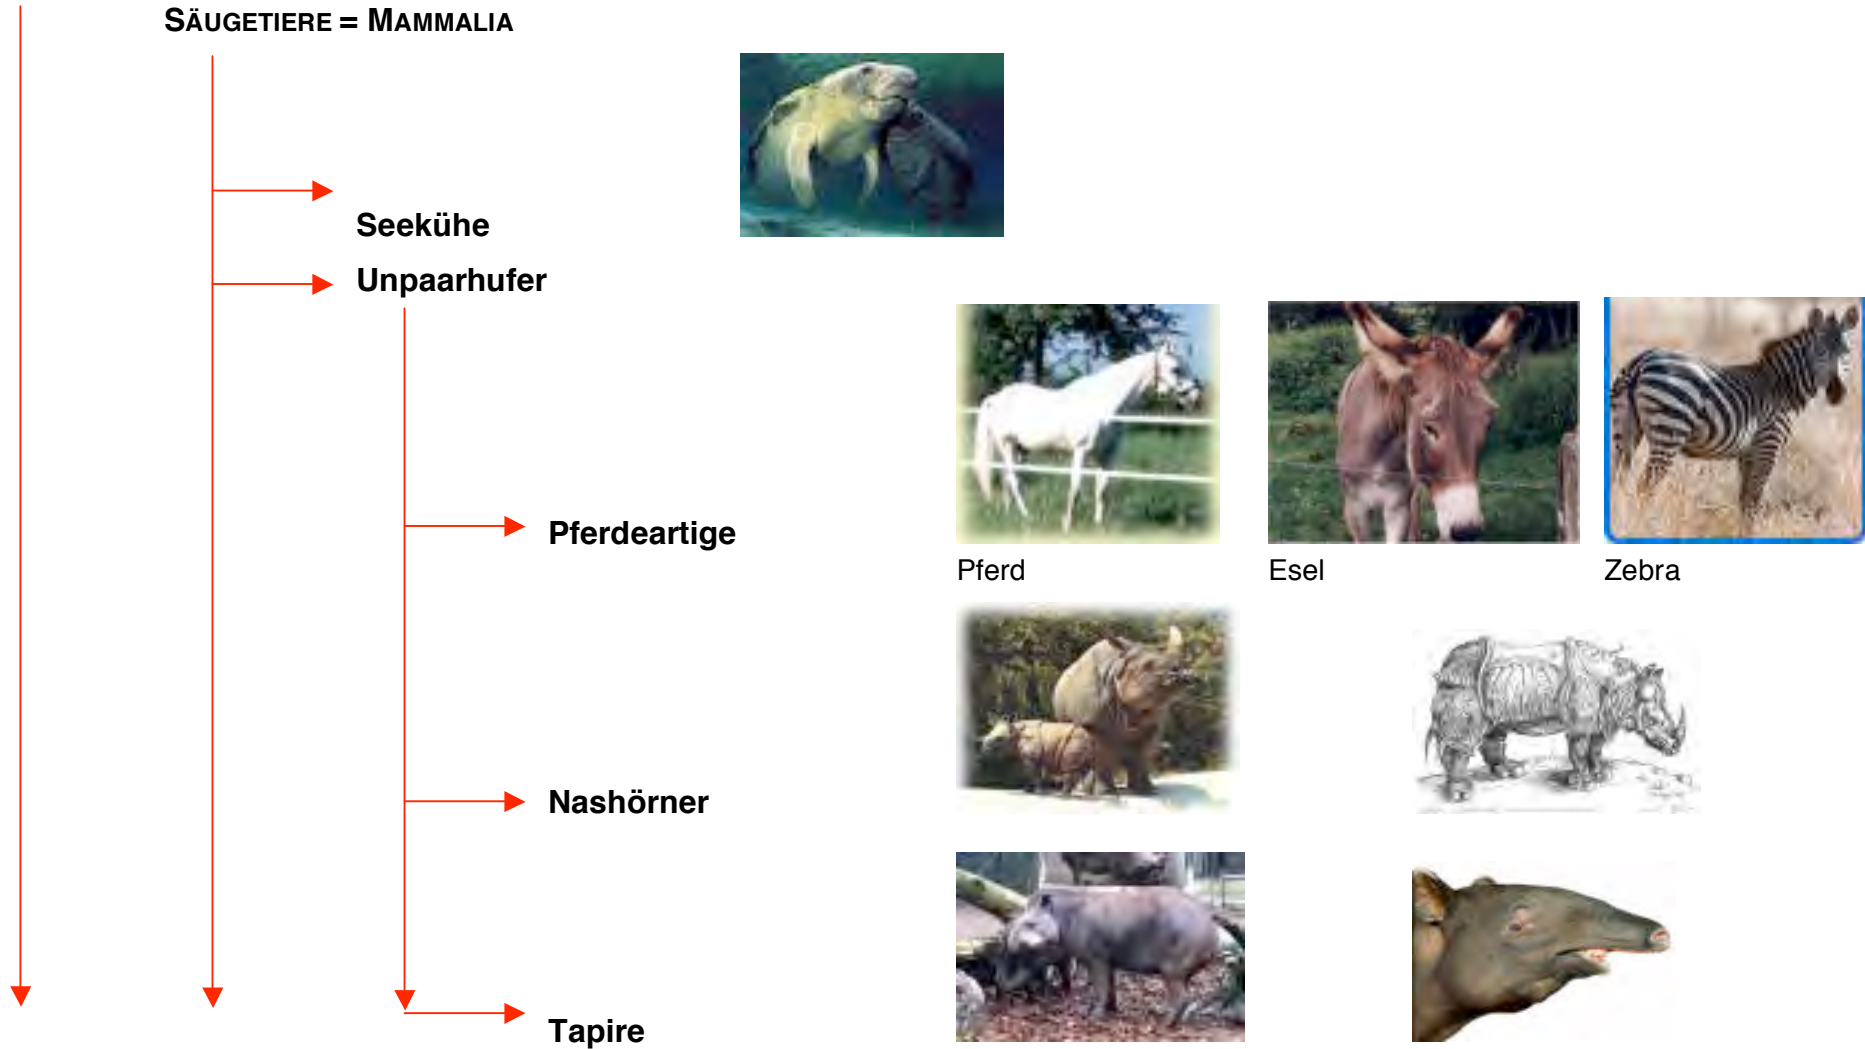 SÄUGETIERE = MAMMALIA
Seekühe
Unpaarhufer
Pferdeartige
Pferd Esel Zebra
Nashörner
Tapire